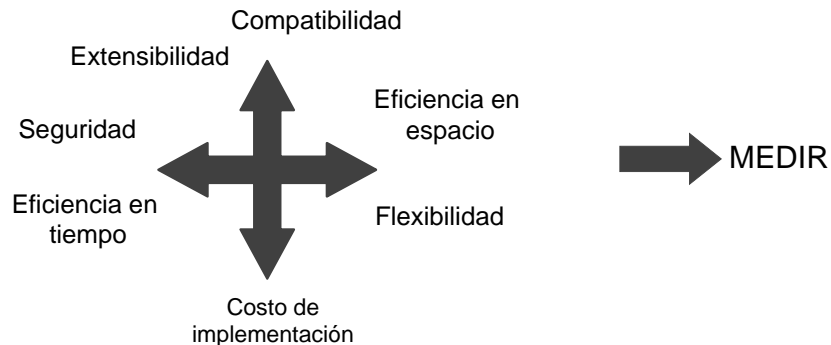 Compatibilidad
Extensibilidad
Eficiencia en
espacio
Seguridad
MEDIR
Eficiencia en
tiempo
Flexibilidad
Costo de
implementación